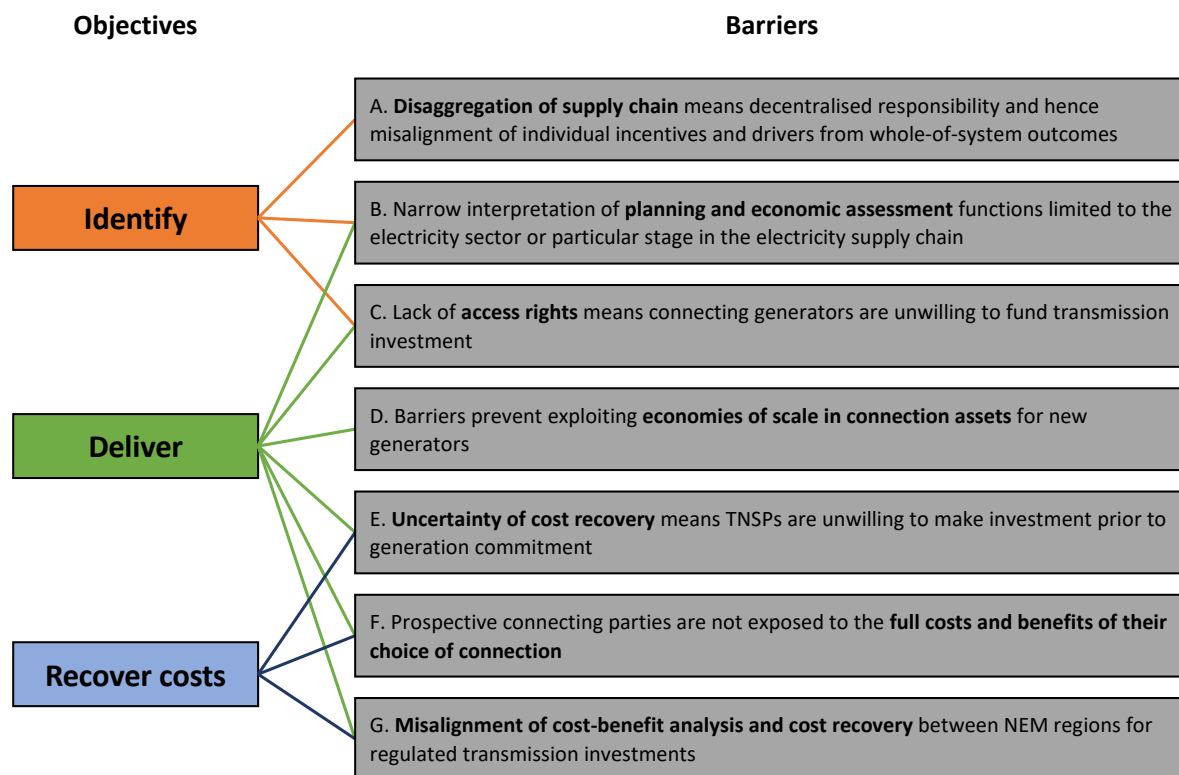 Objectives
Barriers
A. Disaggregation of supply chain means decentralised responsibility and hence
misalignment of individual incentives and drivers from whole-of-system outcomes
Identify
B. Narrow interpretation of planning and economic assessment functions limited to the
electricity sector or particular stage in the electricity supply chain
C. Lack of access rights means connecting generators are unwilling to fund transmission
investment
Deliver
D. Barriers prevent exploiting economies of scale in connection assets for new
generators
E. Uncertainty of cost recovery means TNSPs are unwilling to make investment prior to
generation commitment
F. Prospective connecting parties are not exposed to the full costs and benefits of their
choice of connection
Recover costs
G. Misalignment of cost-benefit analysis and cost recovery between NEM regions for
regulated transmission investments